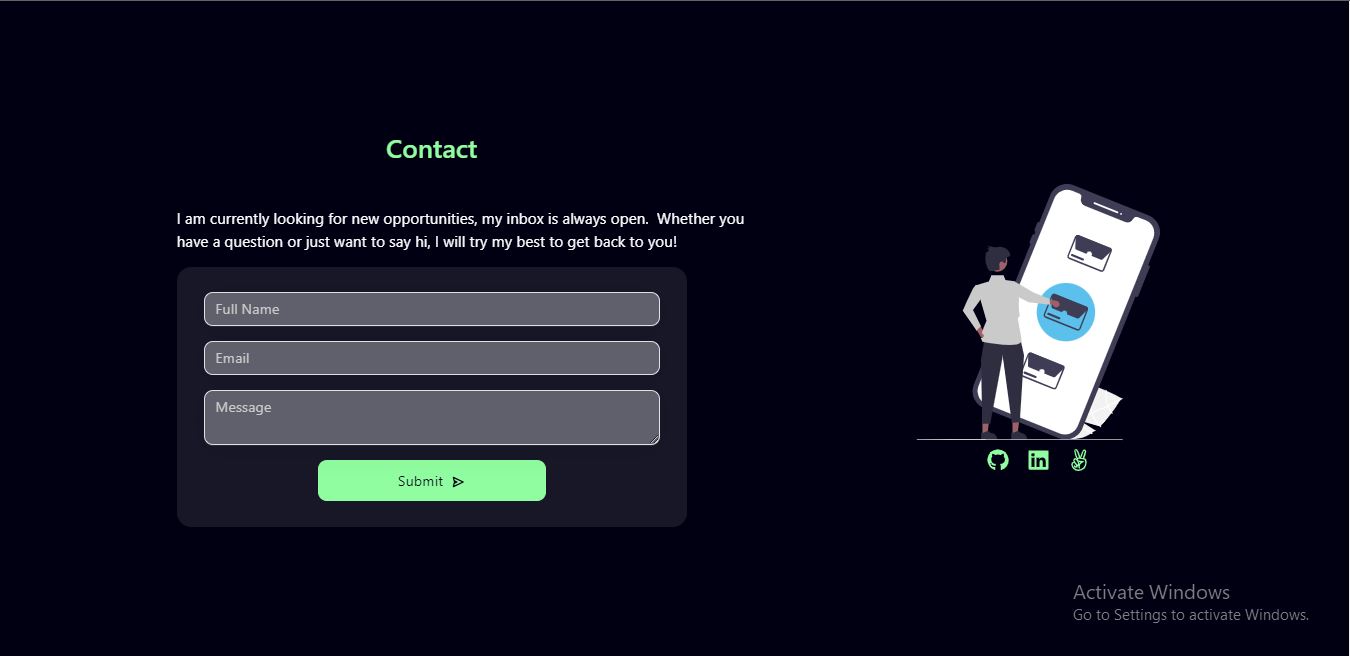 Contact
I am currently looking for new opportunities, my inbox is always open.  Whether you
have a question or just want to say hi, I will try my best to get back to you!
Full Name
Email
Message
Submit
in
Activate Windows
Go to Settings to activate Windows.